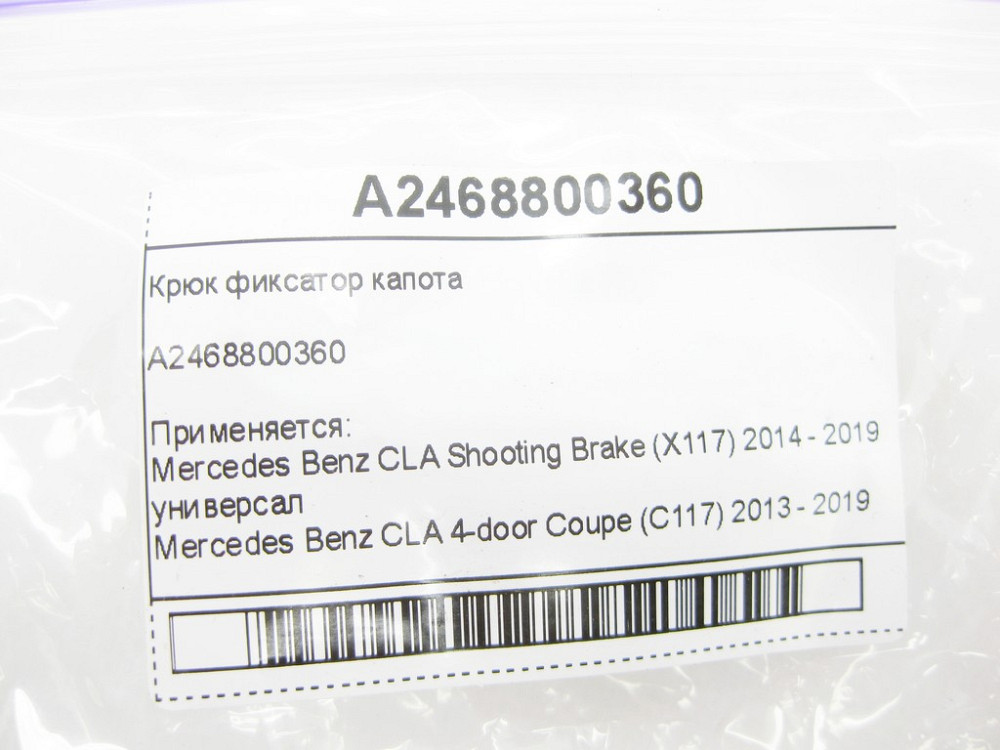 A2468800360
Крюк фиксатор капота
A2468800360
Применяется:
Mercedes Benz CLA Shooting Brake (X117) 2014 - 2019
универсал
Mercedes Benz CLA 4-door Coupe (C117) 2013 - 2019